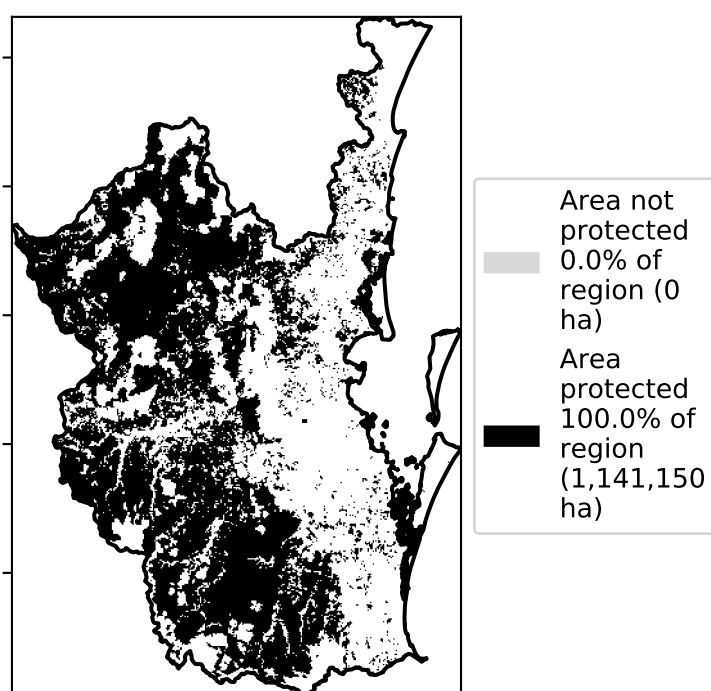 Area not
protected
0.0% of
region (0
ha)
Area
protected
100.0% of
region
(1,141,150
ha)